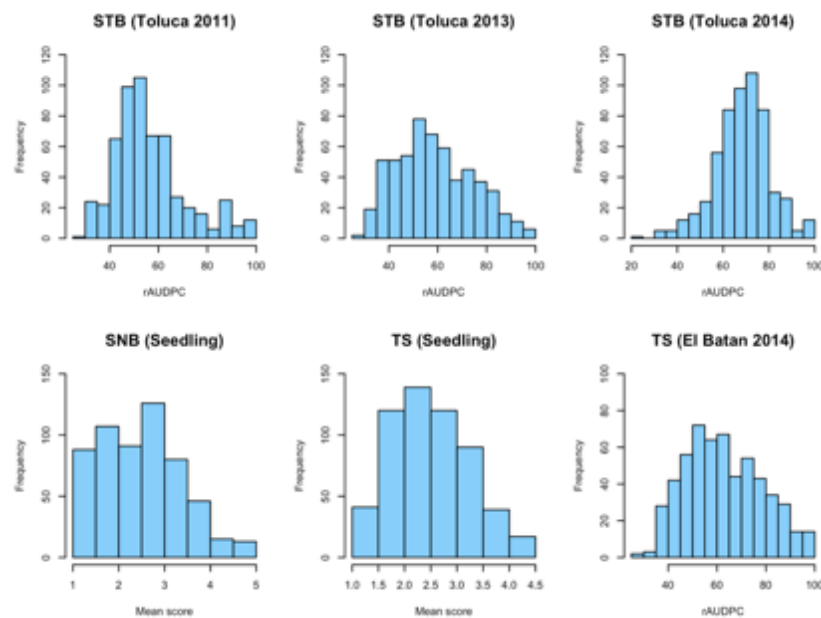 STB (Toluca 2011)
STB (Toluca 2013)
STB (Toluca 2014)
Frequency
0 20 40 60 80 100 120
40 60 80 100
rAUDPC
Frequency
0 20 40 60 80 100 120
40 60 80 100
rAUDPC
Frequency
0 20 40 60 80 100 120
20 40 60 80 100
rAUDPC
SNB (Seedling)
TS (Seedling)
TS (El Batan 2014)
Frequency
0 50 100 150
1 2 3 4 5
Mean score
Frequency
0 50 100 150
1.0 1.5 2.0 2.5 3.0 3.5 4.0 4.5
Mean score
Frequency
0 20 40 60 80 100
40 60 80 100
rAUDPC